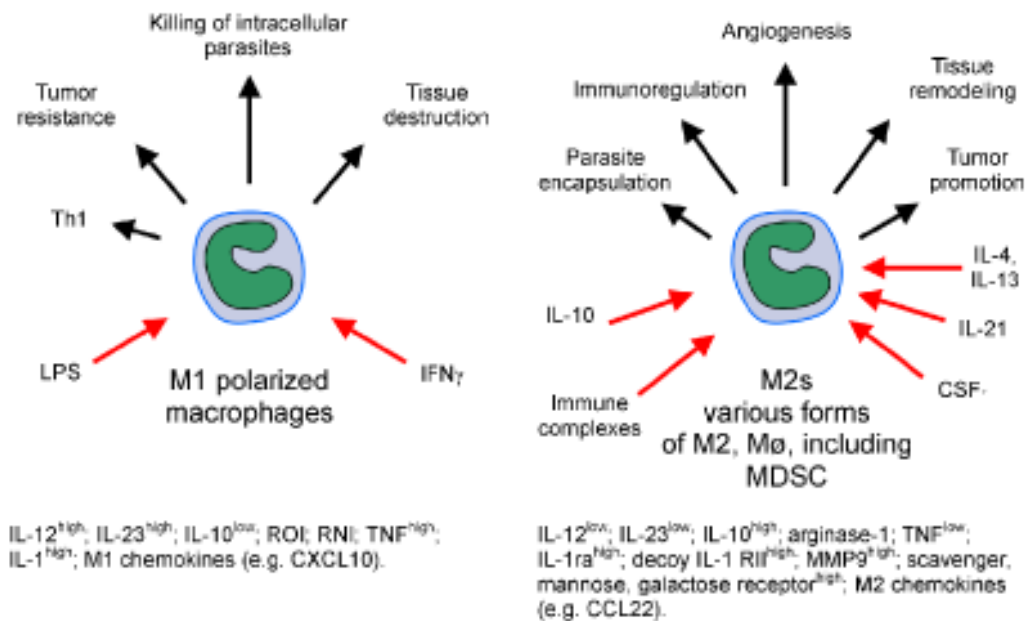 Killing of intracellular
parasites
Tumor
resistance
Tissue
destruction
Th1
LPS
IFNγ
M1 polarized
macrophages
IL-12high; IL-23high; IL-10low; ROI; RNI; TNFhigh;
IL-1high; M1 chemokines (e.g. CXCL10).
Angiogenesis
Immunoregulation
Tissue
remodeling
Parasite
encapsulation
Tumor
promotion
IL-4,
IL-13
IL-10
IL-21
Immune
complexes
CSF-
M2s
various forms
of M2, Mø, including
MDSC
IL-12low; IL-23low; IL-10high; arginase-1; TNFlow;
IL-1rahigh; decoy IL-1 RIIhigh; MMP9high; scavenger,
mannose, galactose receptorhigh; M2 chemokines
(e.g. CCL22).